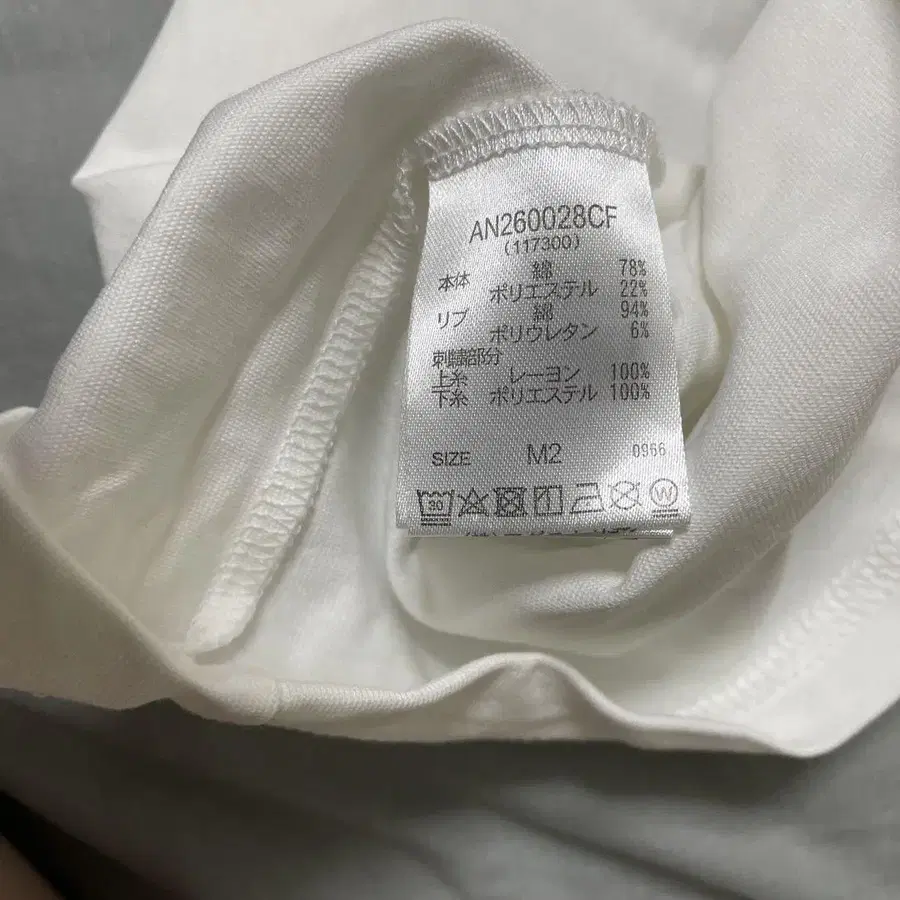 AN260028CF
(117300)
本体 綿 78%
ポリエステル 22%
リブ 綿 94%
ポリウレタン 6%
刺繍部分
上糸 レーヨン 100%
下糸 ポリエステル 100%
SIZE M2 0966
30 W